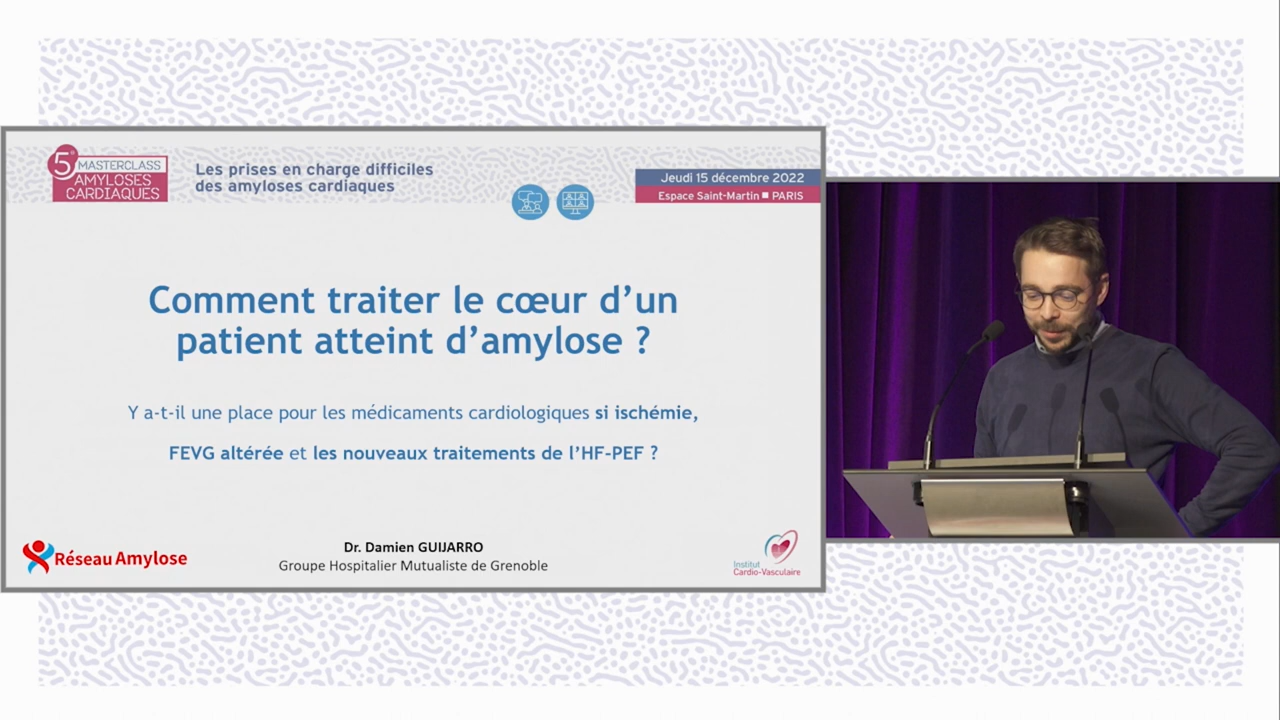 5e MASTERCLASS
AMYLOSES
CARDIAQUES
Les prises en charge difficiles
des amyloses cardiaques
Jeudi 15 décembre 2022
Espace Saint-Martin ■ PARIS
Comment traiter le cœur d’un
patient atteint d’amylose ?
Y a-t-il une place pour les médicaments cardiologiques si ischémie,
FEVG altérée et les nouveaux traitements de l’HF-PEF ?
Réseau Amylose
Dr. Damien GUIJARRO
Groupe Hospitalier Mutualiste de Grenoble
Institut
Cardio-Vasculaire